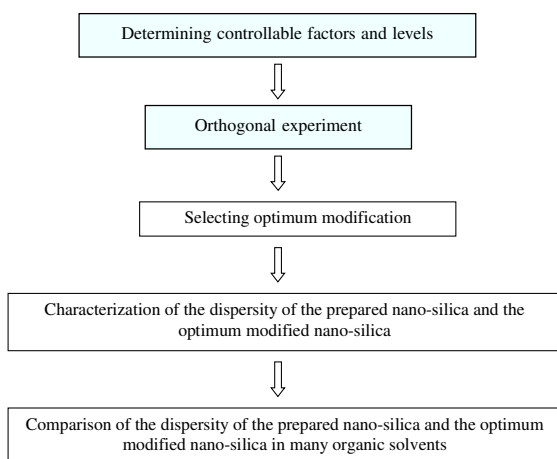 Determining controllable factors and levels
Orthogonal experiment
Selecting optimum modification
Characterization of the dispersity of the prepared nano-silica and the
optimum modified nano-silica
Comparison of the dispersity of the prepared nano-silica and the optimum
modified nano-silica in many organic solvents